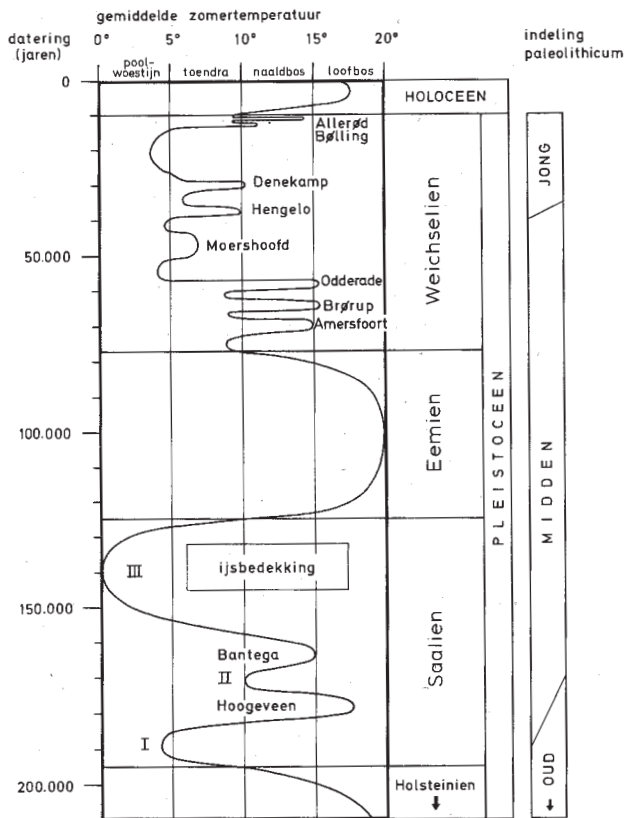 gemiddelde zomertemperatuur
datering
(jaren)
0° 5° 10° 15° 20°
indeling
paleolithicum
pool-
woestijn
toendra
naaldbos
loofbos
0
HOLOCEEN
Allerød
Bølling
JONG
Denekamp
Hengelo
Moershoofd
Weichselien
50.000
Odderade
Brørup
Amersfoort
Eemien
100.000
PLEISTOCEEN
MIDDEN
ijsbedekking
III
150.000
Saalien
Bantega
II
Hoogeveen
I
200.000
Holsteinien
OUD